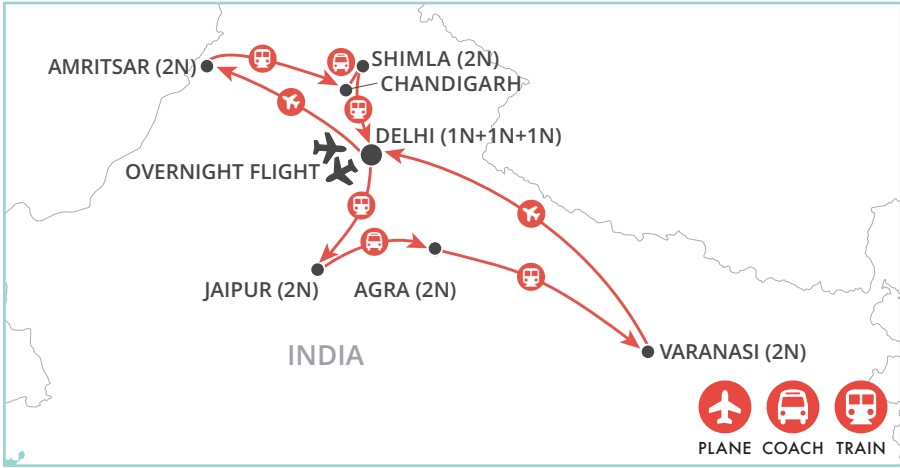 AMRITSAR (2N)
SHIMLA (2N)
CHANDIGARH
DELHI (1N+1N+1N)
OVERNIGHT FLIGHT
JAIPUR (2N)
AGRA (2N)
VARANASI (2N)
INDIA
PLANE
COACH
TRAIN